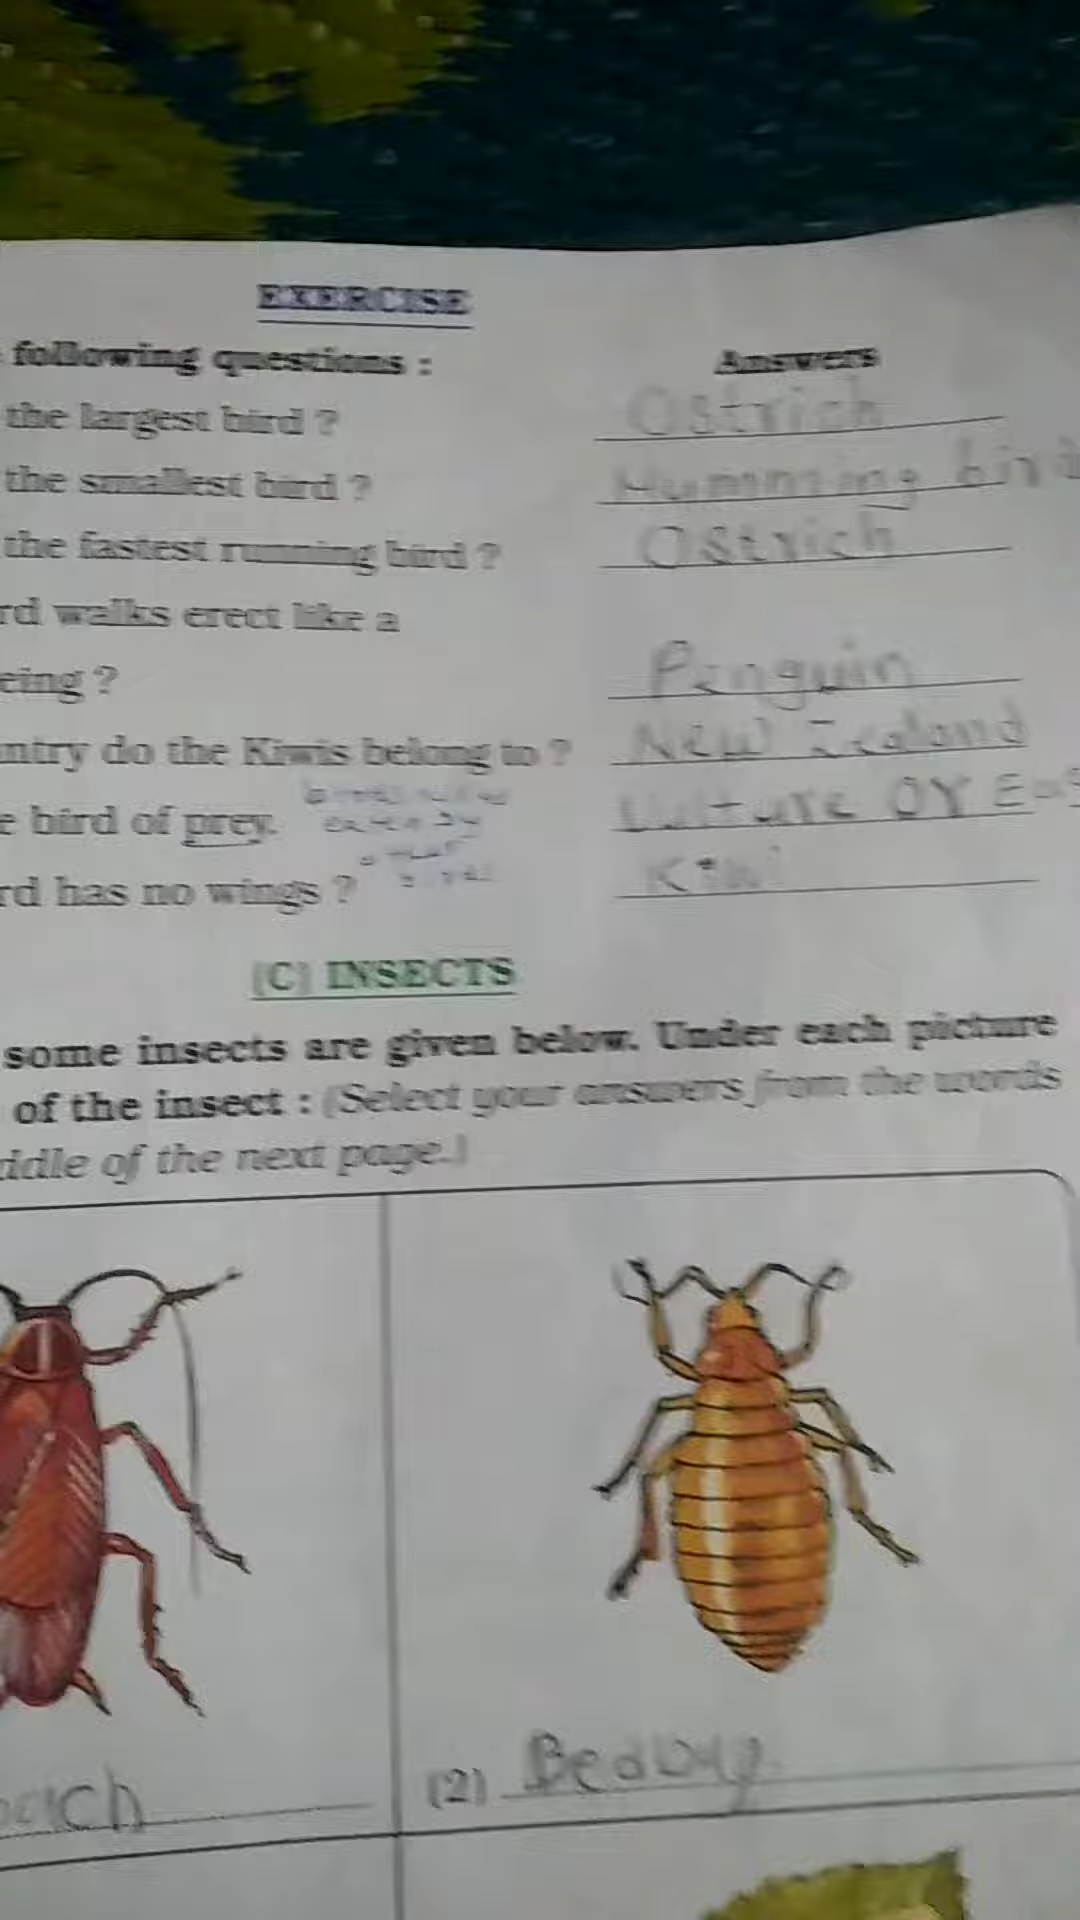 EXERCISE
following questions : Answers
the largest bird ? Ostrich
the smallest bird ? Humming bird
the fastest running bird ? Ostrich
rd walks erect like a
eing ? Penguin
ntry do the Kiwis belong to ? New Zealand
e bird of prey. Vulture or Eag
rd has no wings ? Kiwi
(C) INSECTS
some insects are given below. Under each picture
of the insect : (Select your answers from the words
iddle of the next page.)
(2) Bedbug